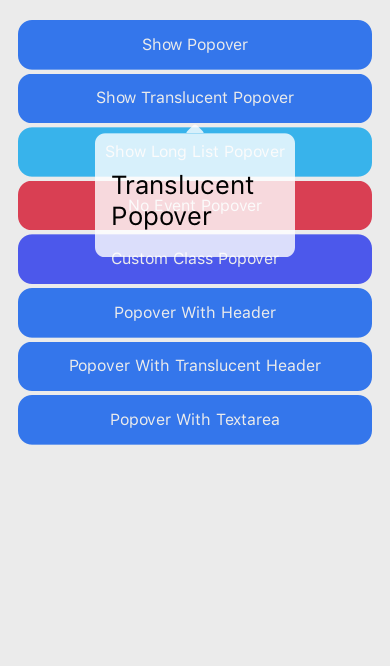 Show Popover
Show Translucent Popover
Show Long List Popover
Translucent
Popover
No Event Popover
Custom Class Popover
Popover With Header
Popover With Translucent Header
Popover With Textarea